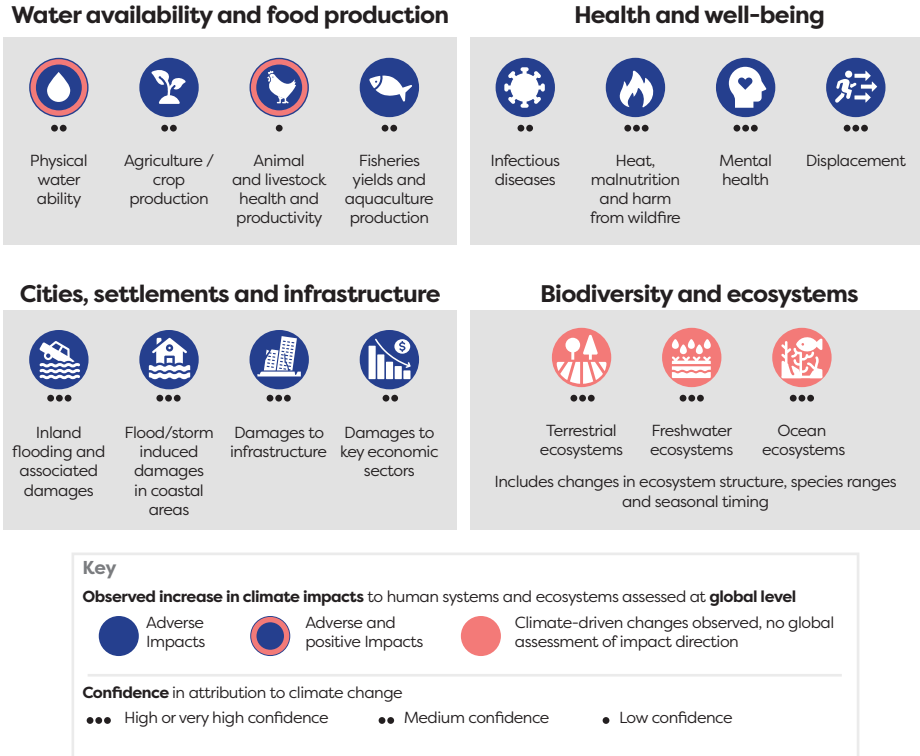 Water availability and food production
Physical
water
ability
Agriculture /
crop
production
Animal
and livestock
health and
productivity
Fisheries
yields and
aquaculture
production
Health and well-being
Infectious
diseases
Heat,
malnutrition
and harm
from wildfire
Mental
health
Displacement
Cities, settlements and infrastructure
$
Inland
flooding and
associated
damages
Flood/storm
induced
damages
in coastal
areas
Damages to
infrastructure
Damages to
key economic
sectors
Biodiversity and ecosystems
Terrestrial
ecosystems
Freshwater
ecosystems
Ocean
ecosystems
Includes changes in ecosystem structure, species ranges
and seasonal timing
Key
Observed increase in climate impacts to human systems and ecosystems assessed at global level
Adverse
Impacts
Adverse and
positive Impacts
Climate-driven changes observed, no global
assessment of impact direction
Confidence in attribution to climate change
High or very high confidence
Medium confidence
Low confidence